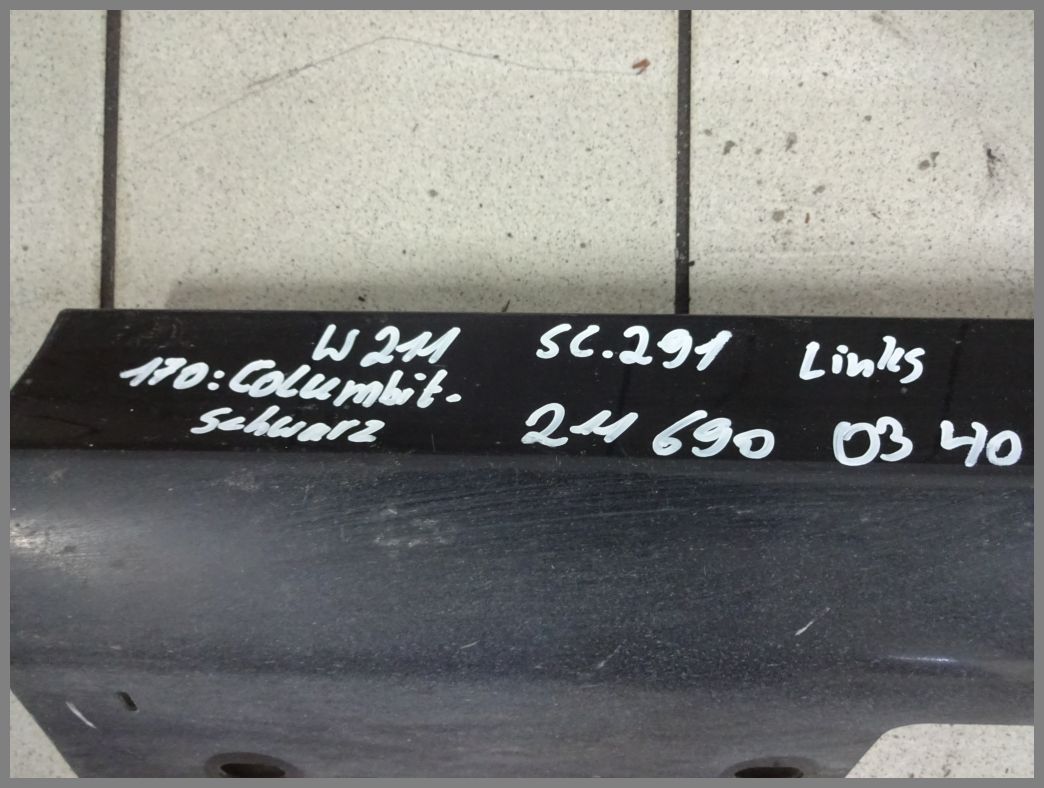 W211 SC.291 Links
170:Columbit-
Schwarz 211 690 03 40